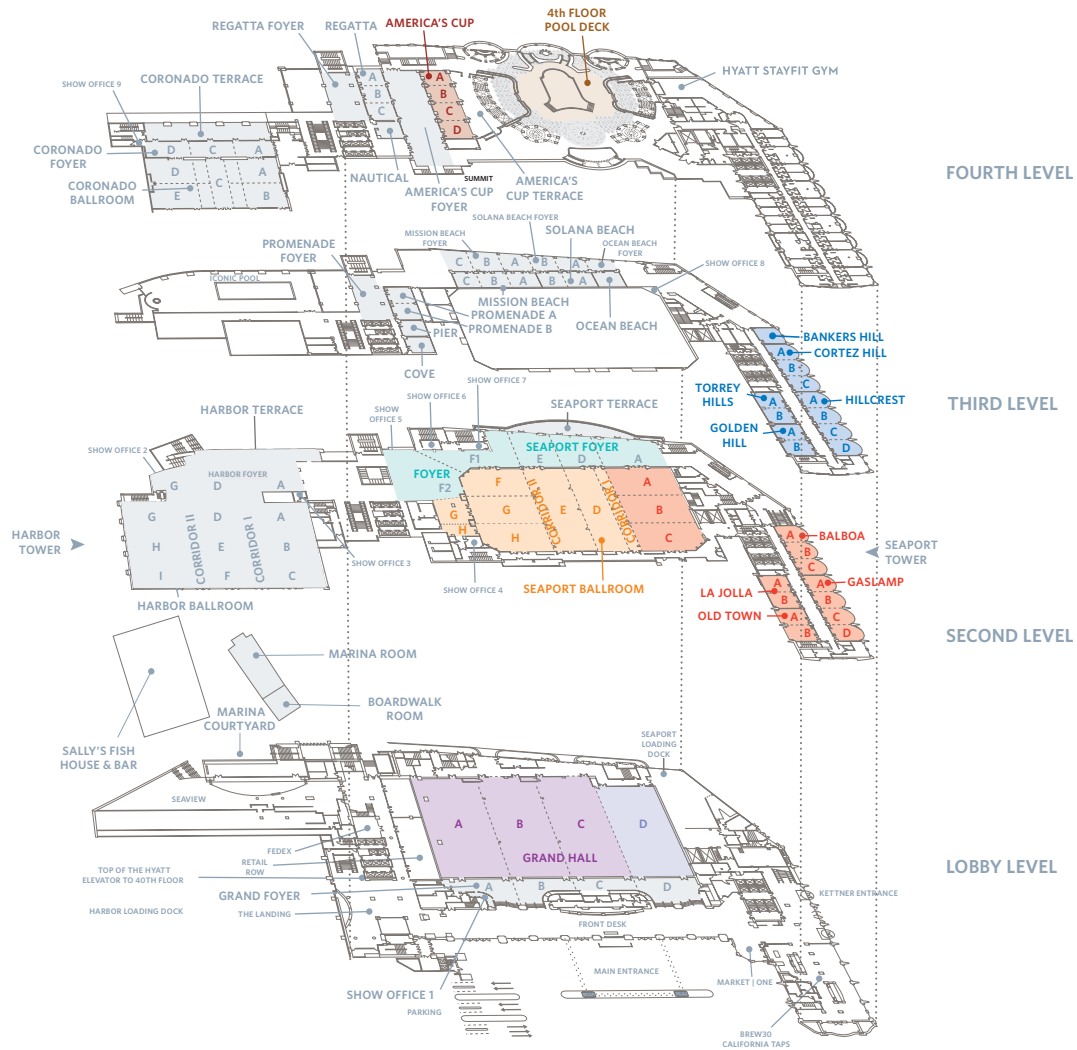 4th FLOOR
POOL DECK
REGATTA FOYER
REGATTA
AMERICA'S CUP
HYATT STAYFIT GYM
CORONADO TERRACE
SHOW OFFICE 9
A
B
C
A
B
C
D
CORONADO
FOYER
D C A
D C A
E B
CORONADO
BALLROOM
NAUTICAL
SUMMIT
AMERICA'S CUP
FOYER
AMERICA'S
CUP TERRACE
FOURTH LEVEL
SOLANA BEACH FOYER
MISSION BEACH
FOYER
SOLANA BEACH
OCEAN BEACH
FOYER
PROMENADE
FOYER
SHOW OFFICE 8
C B A B A
C B A B A
ICONIC POOL
MISSION BEACH
PROMENADE A
PROMENADE B
OCEAN BEACH
PIER
COVE
BANKERS HILL
A
CORTEZ HILL
B
C
TORREY
HILLS
A
B
A
HILLCREST
B
C
D
GOLDEN
HILL
A
B
THIRD LEVEL
SHOW OFFICE 7
SHOW OFFICE 6
SHOW OFFICE 5
HARBOR TERRACE
SEAPORT TERRACE
SHOW OFFICE 2
SEAPORT FOYER
FOYER
F1 E D A
F2
HARBOR FOYER
G D A
G D A
H E B
I F C
CORRIDOR II
CORRIDOR I
F A
G E D B
H C
G
H
CORRIDOR II
CORRIDOR I
HARBOR
TOWER
SHOW OFFICE 3
SHOW OFFICE 4
SEAPORT BALLROOM
HARBOR BALLROOM
A
BALBOA
B
C
SEAPORT
TOWER
A
GASLAMP
B
C
D
LA JOLLA
A
B
OLD TOWN
A
B
SECOND LEVEL
MARINA ROOM
BOARDWALK
ROOM
MARINA
COURTYARD
SALLY'S FISH
HOUSE & BAR
SEAPORT
LOADING
DOCK
SEAVIEW
A B C D
GRAND HALL
FEDEX
RETAIL
ROW
TOP OF THE HYATT
ELEVATOR TO 40TH FLOOR
GRAND FOYER
A B C D
LOBBY LEVEL
KETTNER ENTRANCE
HARBOR LOADING DOCK
THE LANDING
FRONT DESK
MAIN ENTRANCE
MARKET | ONE
SHOW OFFICE 1
PARKING
BREW30
CALIFORNIA TAPS